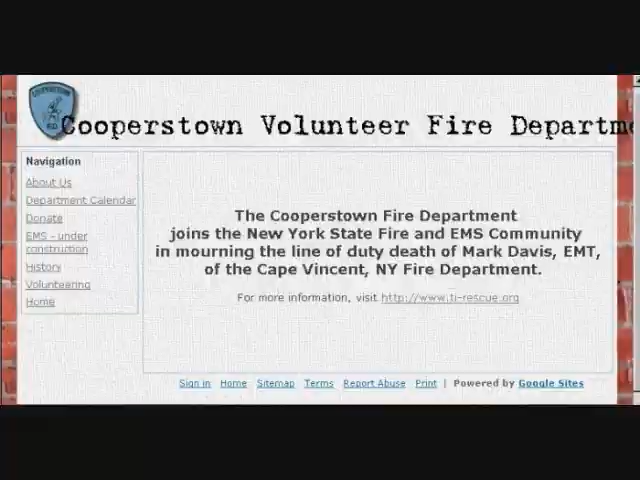 COOPERSTOWN
F.D.
Cooperstown Volunteer Fire Departme
Navigation
About Us
Department Calendar
Donate
EMS - under
construction
History
Volunteering
Home
The Cooperstown Fire Department
joins the New York State Fire and EMS Community
in mourning the line of duty death of Mark Davis, EMT,
of the Cape Vincent, NY Fire Department.
For more information, visit http://www.ti-rescue.org
Sign in Home Sitemap Terms Report Abuse Print | Powered by Google Sites